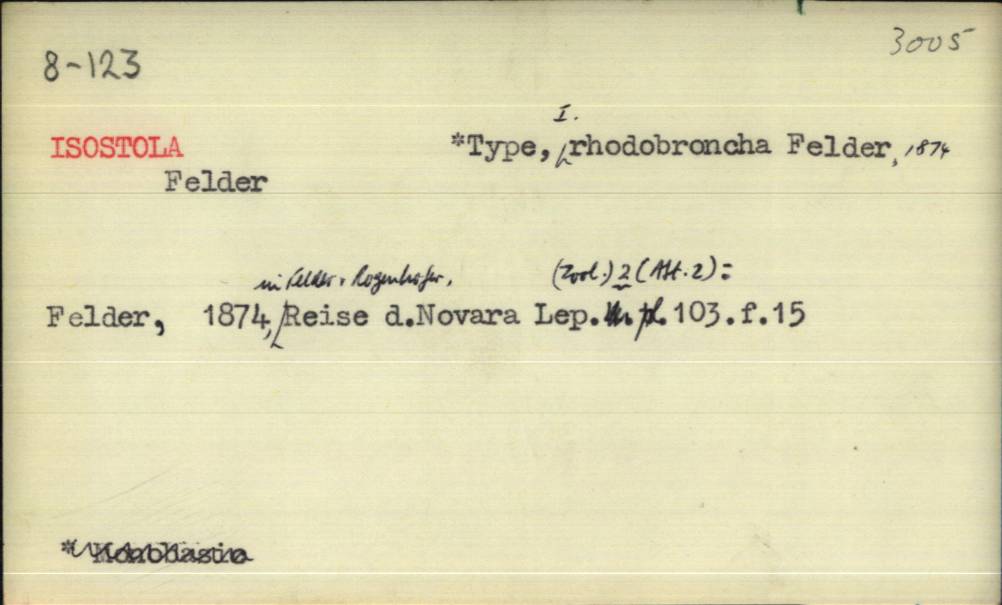 3005
8-123
ISOSTOLA *Type, I. rhodobroncha Felder, 1874
Felder
in Felder & Rogenhofer, (Zool.) 2 (Abt. 2):
Felder, 1874, Reise d.Novara Lep. pl. 103.f.15
*